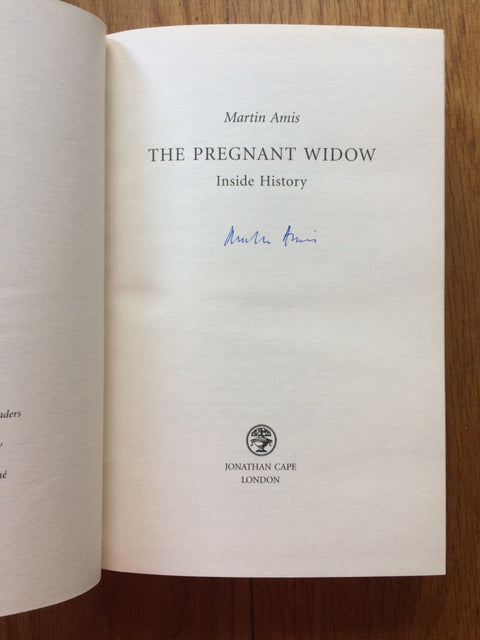 Martin Amis
THE PREGNANT WIDOW
Inside History
Martin Amis
JONATHAN CAPE
LONDON